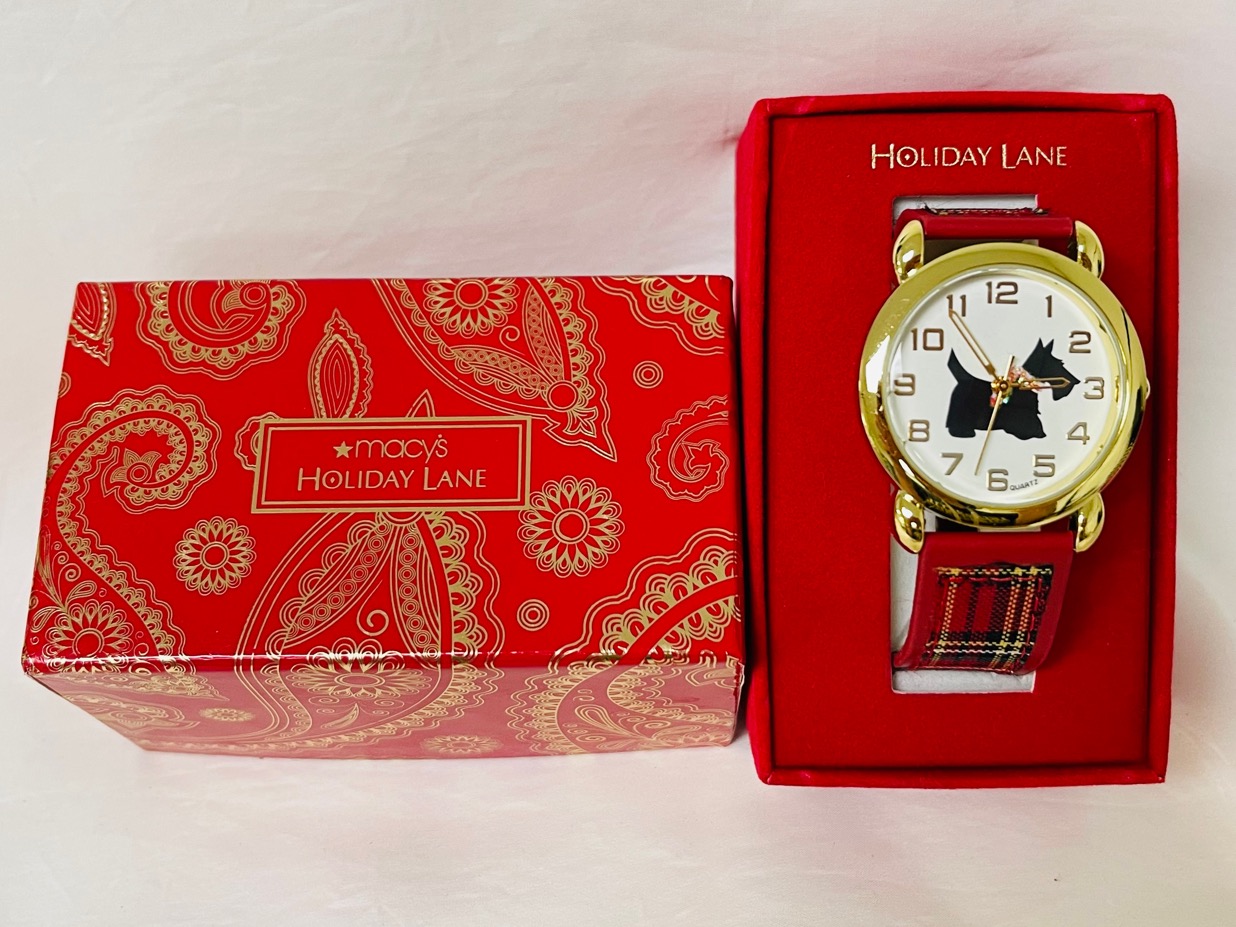 ★macy's
HOLIDAY LANE
HOLIDAY LANE
12
11 1
10 2
9 3
8 4
7 5
6
QUARTZ